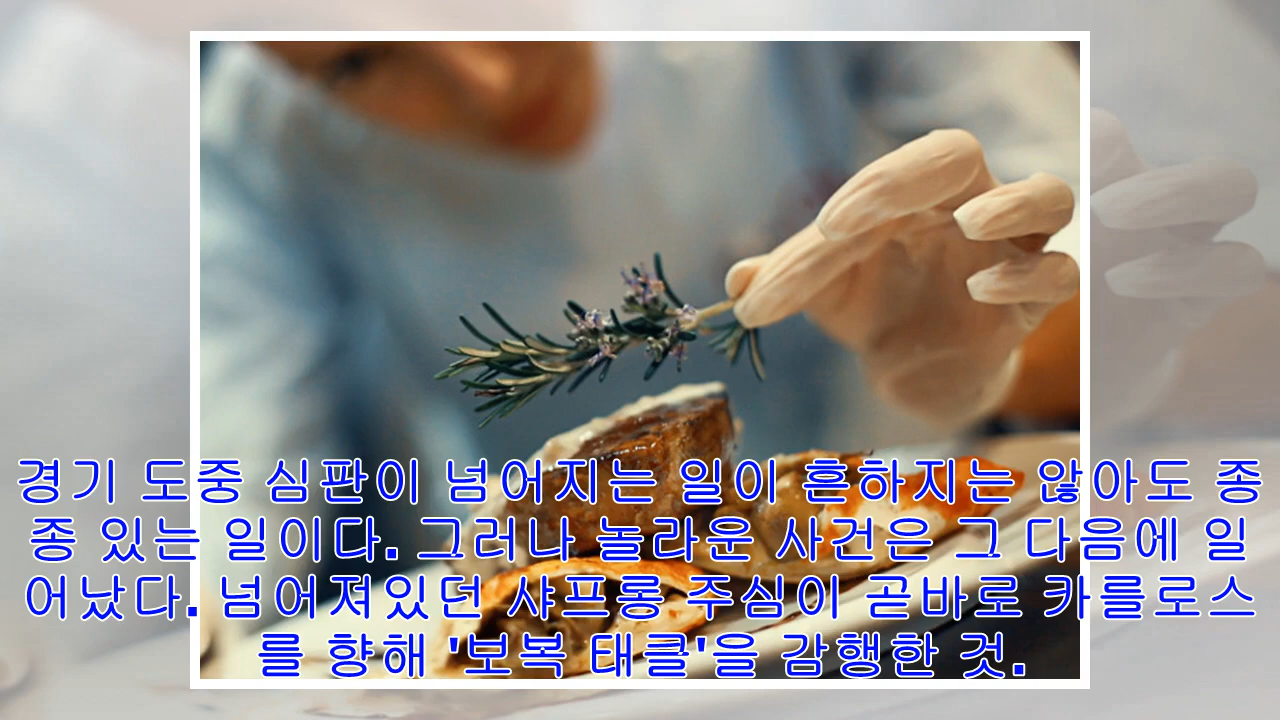 경기 도중 심판이 넘어지는 일이 흔하지는 않아도 종
종 있는 일이다. 그러나 놀라운 사건은 그 다음에 일
어났다. 넘어져있던 샤프롱 주심이 곧바로 카를로스
를 향해 '보복 태클'을 감행한 것.